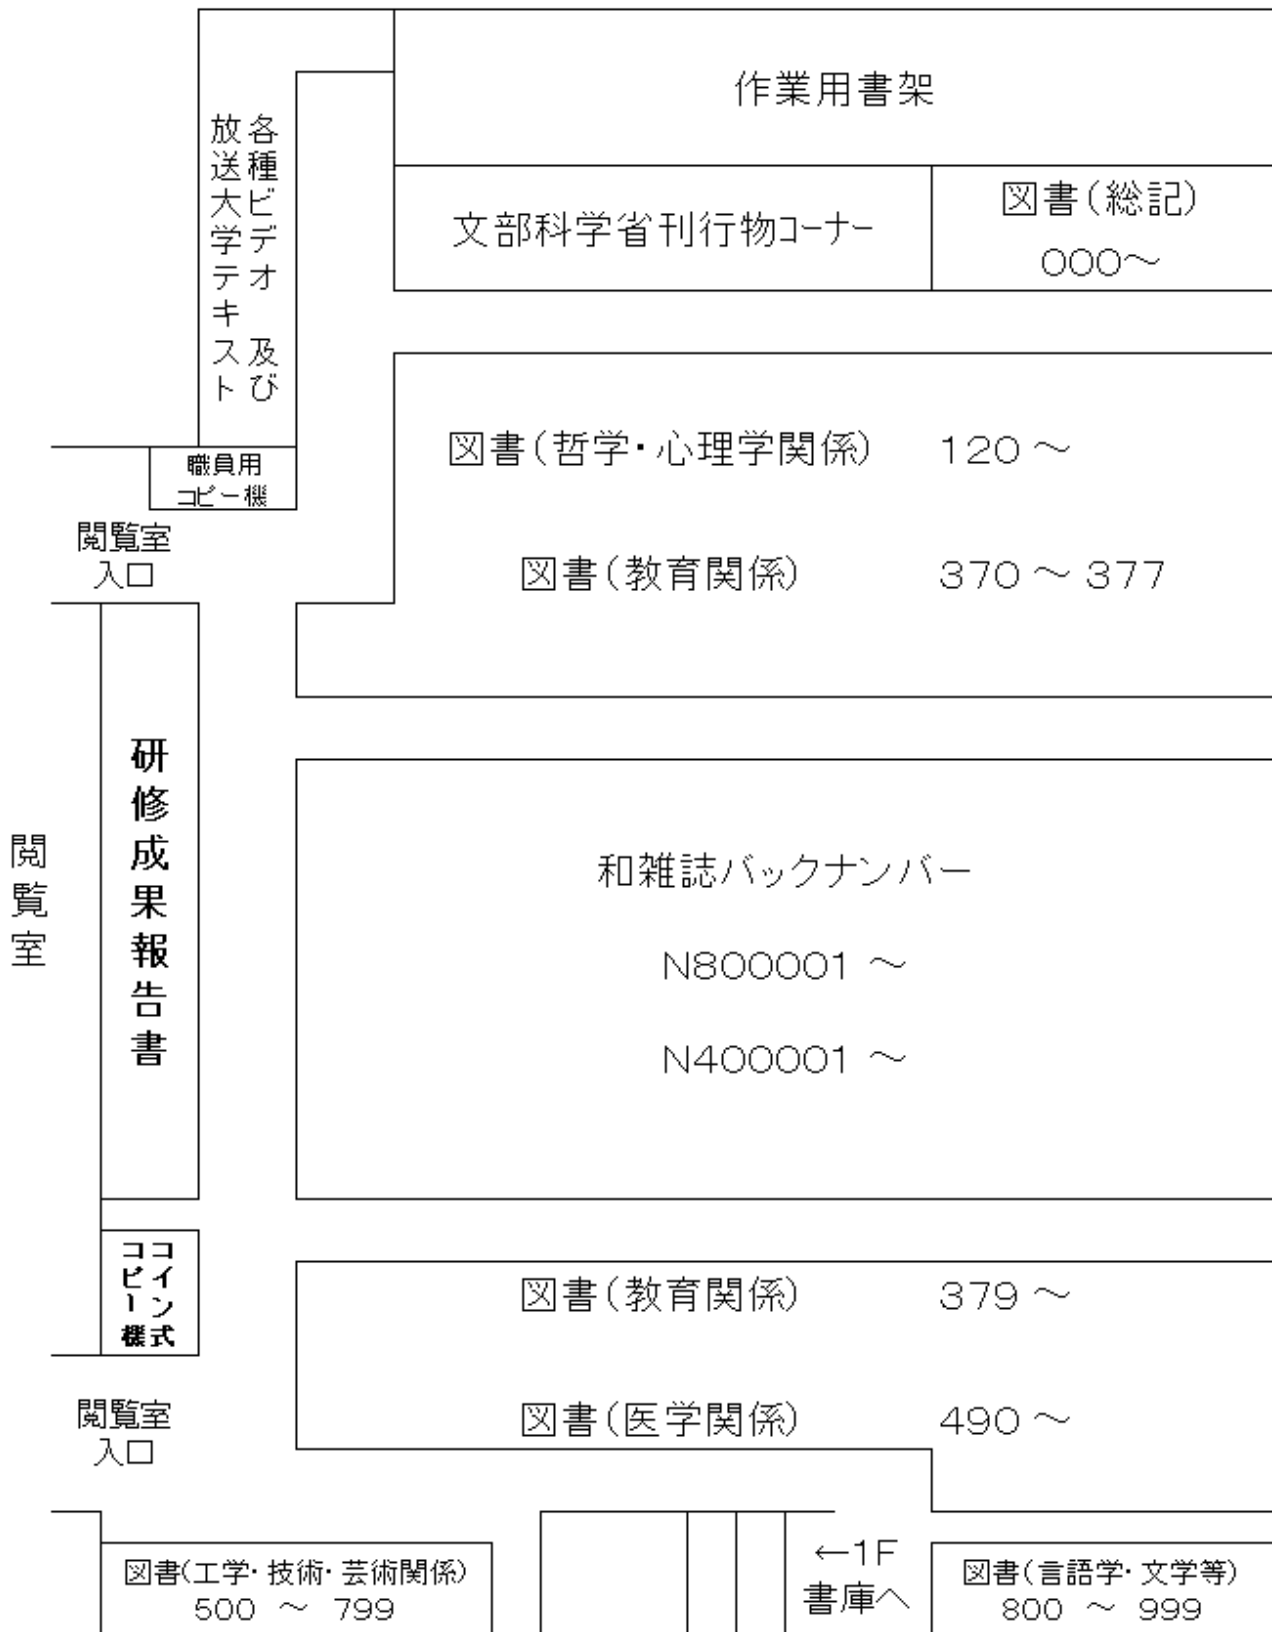 作業用書架
各種ビデオ 及び
放送大学テキスト
文部科学省刊行物コーナー
図書(総記)
000～
図書(哲学・心理学関係) 120～
職員用
コピー機
閲覧室
入口
図書(教育関係) 370～377
研修成果報告書
閲覧室
和雑誌バックナンバー
N800001～
N400001～
コイン式
コピー機
図書(教育関係) 379～
閲覧室
入口
図書(医学関係) 490～
図書(工学・技術・芸術関係)
500 ～ 799
←1F
書庫へ
図書(言語学・文学等)
800 ～ 999